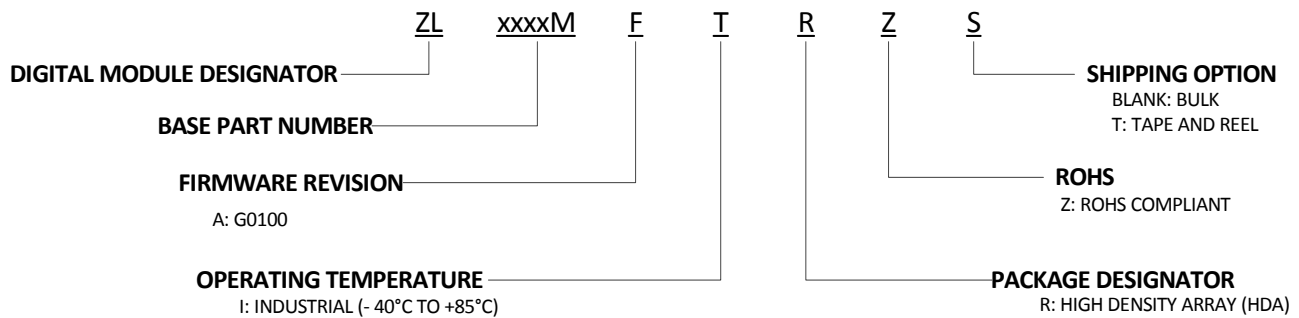 ZL xxxxM F T R Z S
DIGITAL MODULE DESIGNATOR
SHIPPING OPTION
BLANK: BULK
T: TAPE AND REEL
BASE PART NUMBER
FIRMWARE REVISION
A: G0100
ROHS
Z: ROHS COMPLIANT
OPERATING TEMPERATURE
I: INDUSTRIAL (- 40°C TO +85°C)
PACKAGE DESIGNATOR
R: HIGH DENSITY ARRAY (HDA)